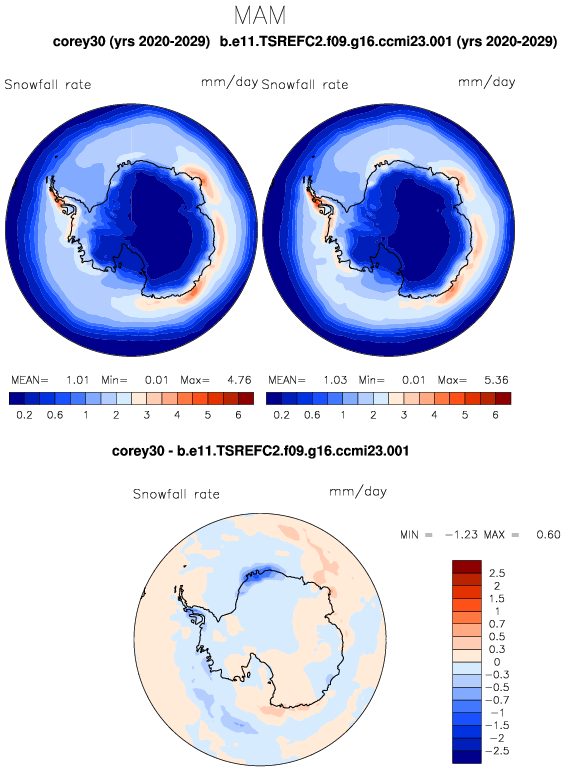 MAM
corey30 (yrs 2020-2029) b.e11.TSREFC2.f09.g16.ccmi23.001 (yrs 2020-2029)
Snowfall rate mm/day Snowfall rate mm/day
MEAN= 1.01 Min= 0.01 Max= 4.76 MEAN= 1.03 Min= 0.01 Max= 5.36
0.2 0.6 1 2 3 4 5 6 0.2 0.6 1 2 3 4 5 6
corey30 - b.e11.TSREFC2.f09.g16.ccmi23.001
Snowfall rate mm/day
MIN = -1.23 MAX = 0.60
2.5
2
1.5
1
0.7
0.5
0.3
0
-0.3
-0.5
-0.7
-1
-1.5
-2
-2.5